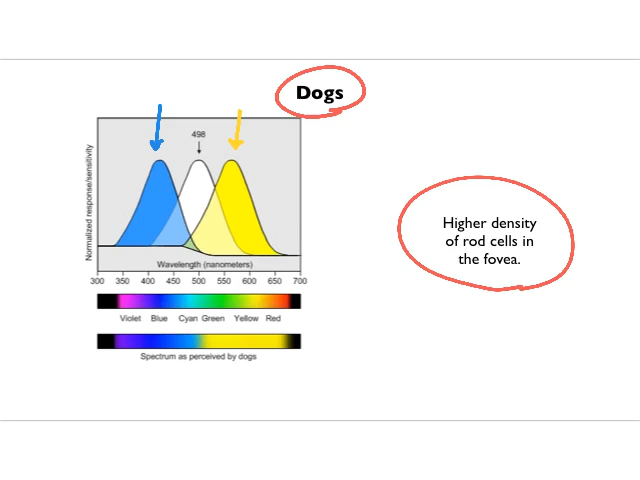 Dogs
498
Normalized response/sensitivity
Wavelength (nanometers)
300 350 400 450 500 550 600 650 700
Violet Blue Cyan Green Yellow Red
Spectrum as perceived by dogs
Higher density
of rod cells in
the fovea.